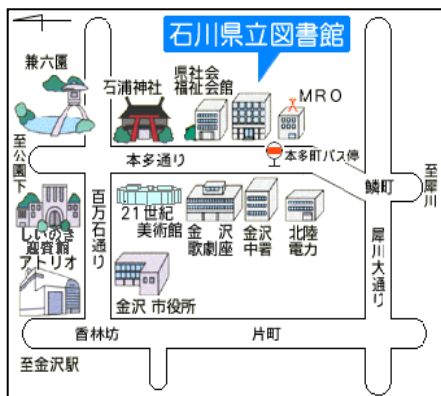 石川県立図書館
兼六園
石浦神社
県社会
福祉会館
MRO
本多通り
本多町バス停
至公園下
至犀川
鱗町
百万石通り
21世紀
美術館
金沢
歌劇座
金沢
中署
北陸
電力
しいのき
迎賓館
アトリオ
犀川大通り
金沢 市役所
香林坊
片町
至金沢駅